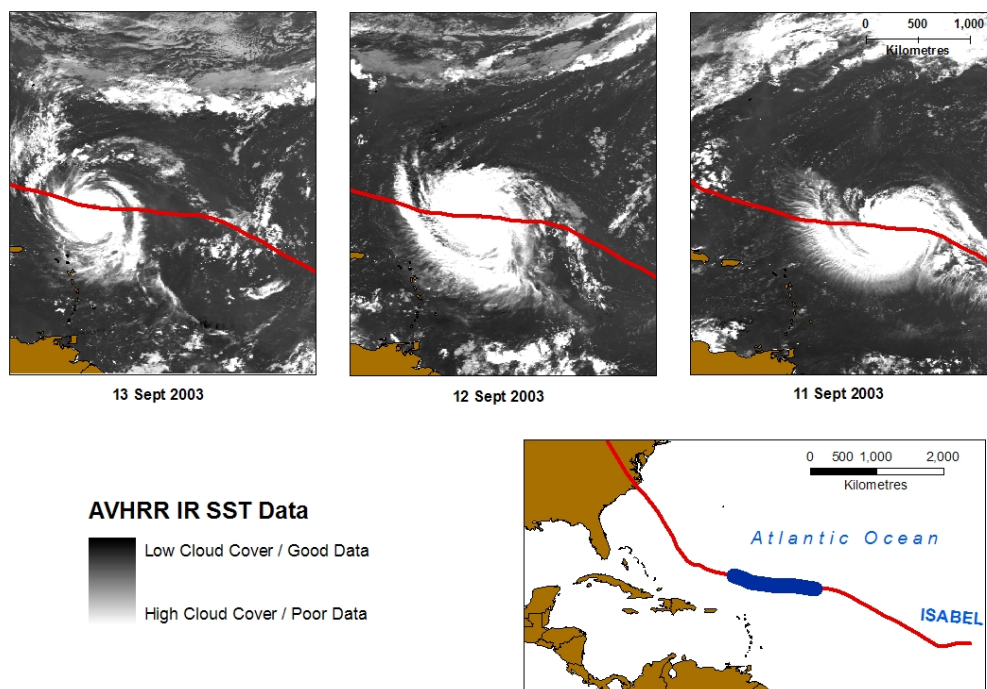 0 500 1,000
Kilometres
13 Sept 2003
12 Sept 2003
11 Sept 2003
AVHRR IR SST Data
Low Cloud Cover / Good Data
High Cloud Cover / Poor Data
0 500 1,000 2,000
Kilometres
Atlantic Ocean
ISABEL